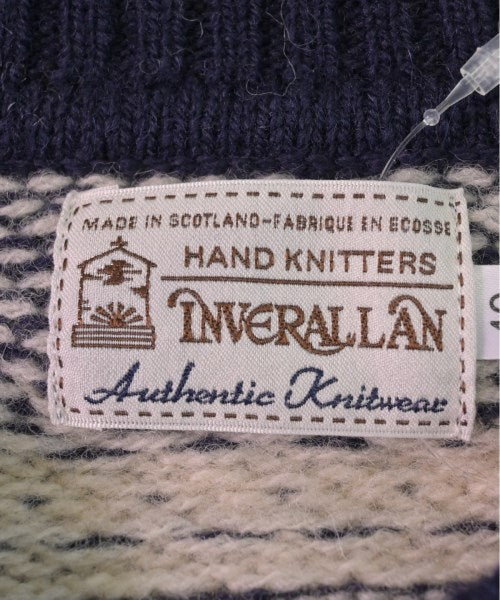 MADE IN SCOTLAND-FABRIQUE EN ECOSSE
HAND KNITTERS
INVERALLAN
Authentic Knitwear